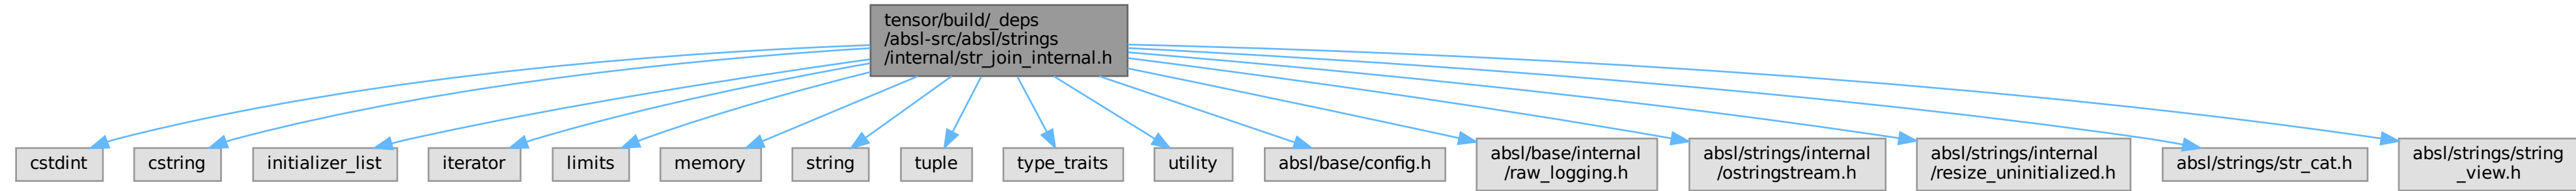 tensor/build/_deps
/absl-src/absl/strings
/internal/str_join_internal.h
cstdint
cstring
initializer_list
iterator
limits
memory
string
tuple
type_traits
utility
absl/base/config.h
absl/base/internal
/raw_logging.h
absl/strings/internal
/ostringstream.h
absl/strings/internal
/resize_uninitialized.h
absl/strings/str_cat.h
absl/strings/string
_view.h